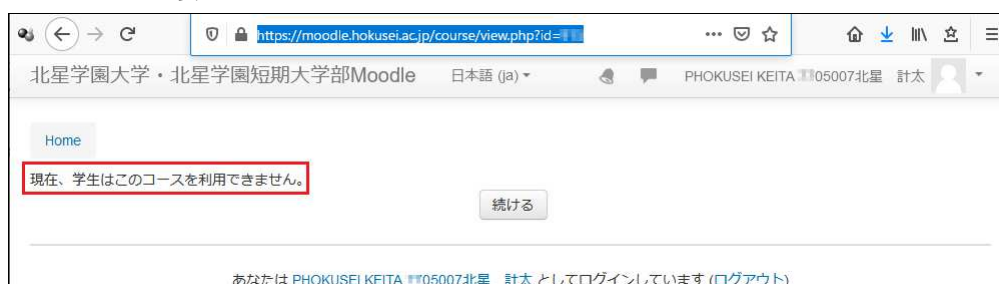 https://moodle.hokusei.ac.jp/course/view.php?id=
北星学園大学・北星学園短期大学部Moodle 日本語 (ja) PHOKUSEI KEITA 05007北星 計太
Home
現在、学生はこのコースを利用できません。
続ける
あなたは PHOKUSEI KEITA 05007北星 計太 としてログインしています (ログアウト)